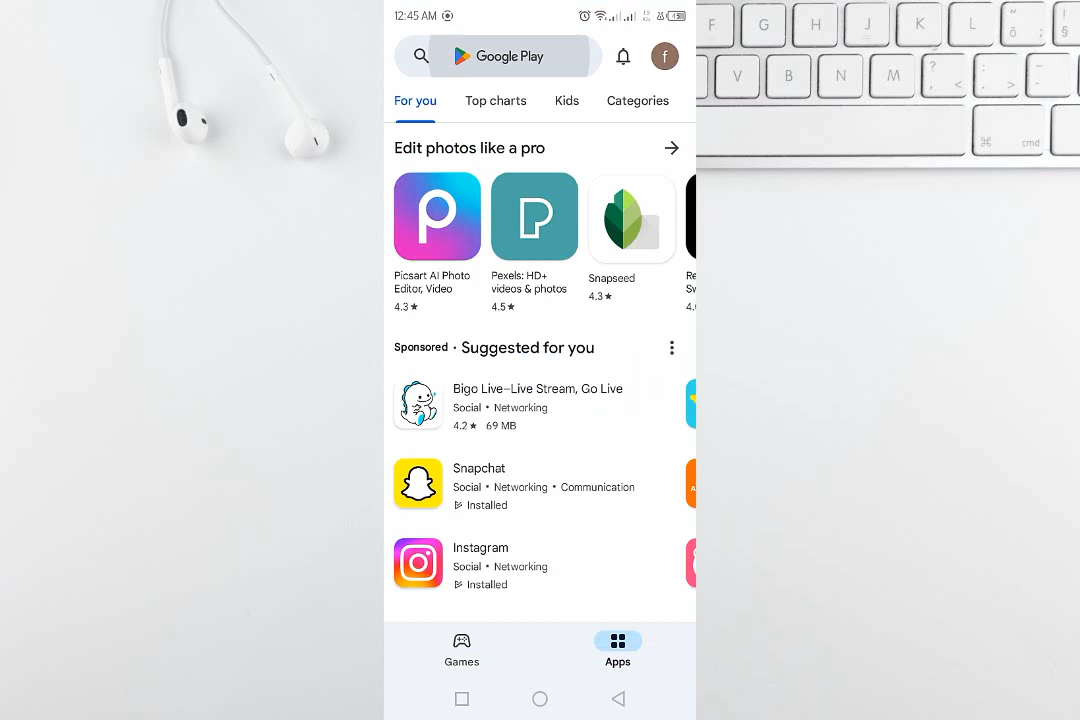 12:45 AM
Google Play
f
For you
Top charts
Kids
Categories
Edit photos like a pro
Picsart AI Photo
Editor, Video
4.3★
Pexels: HD+
videos & photos
4.5★
Snapseed
4.3★
Re
Sw
4.
Sponsored • Suggested for you
Bigo Live–Live Stream, Go Live
Social • Networking
4.2★ 69 MB
Snapchat
Social • Networking • Communication
Installed
Instagram
Social • Networking
Installed
Games
Apps
F G H J K L
V B N M
⌘ cmd